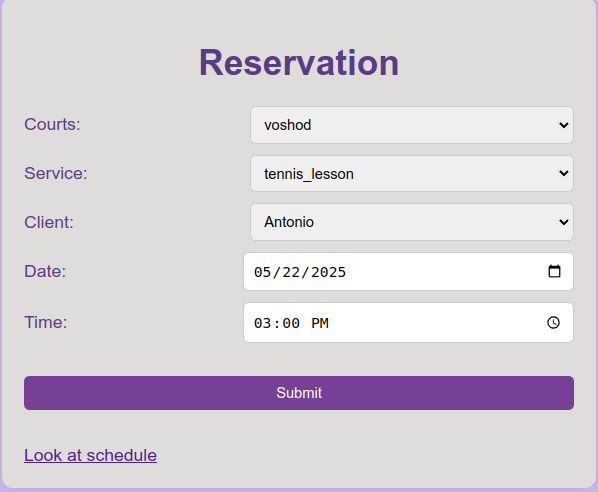 Reservation
Courts: voshod
Service: tennis_lesson
Client: Antonio
Date: 05/22/2025
Time: 03:00 PM
Submit
Look at schedule